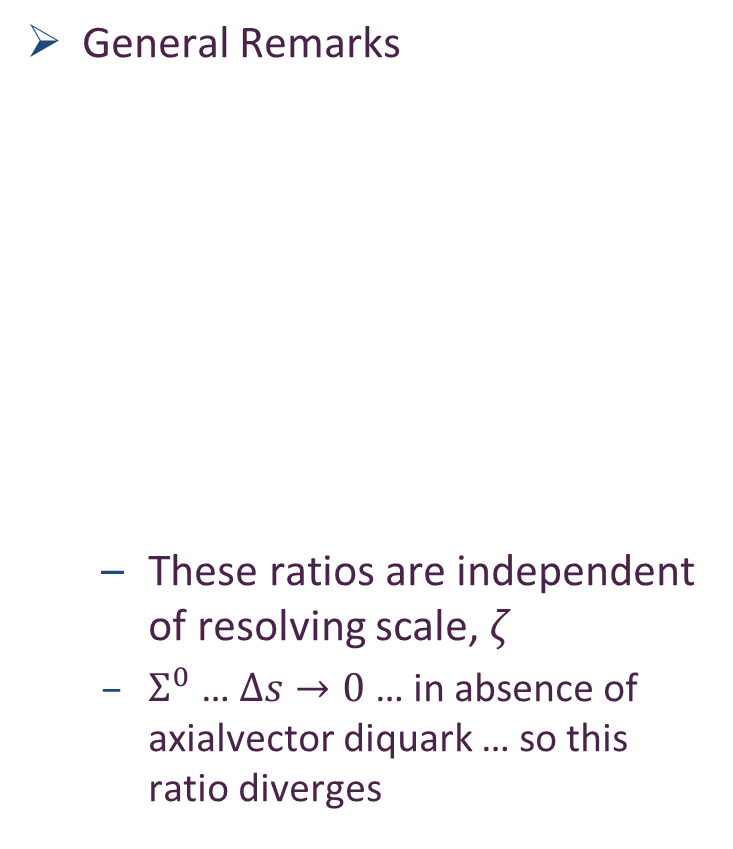 ➢ General Remarks
– These ratios are independent
of resolving scale, ζ
– Σ⁰ … Δs → 0 … in absence of
axialvector diquark … so this
ratio diverges